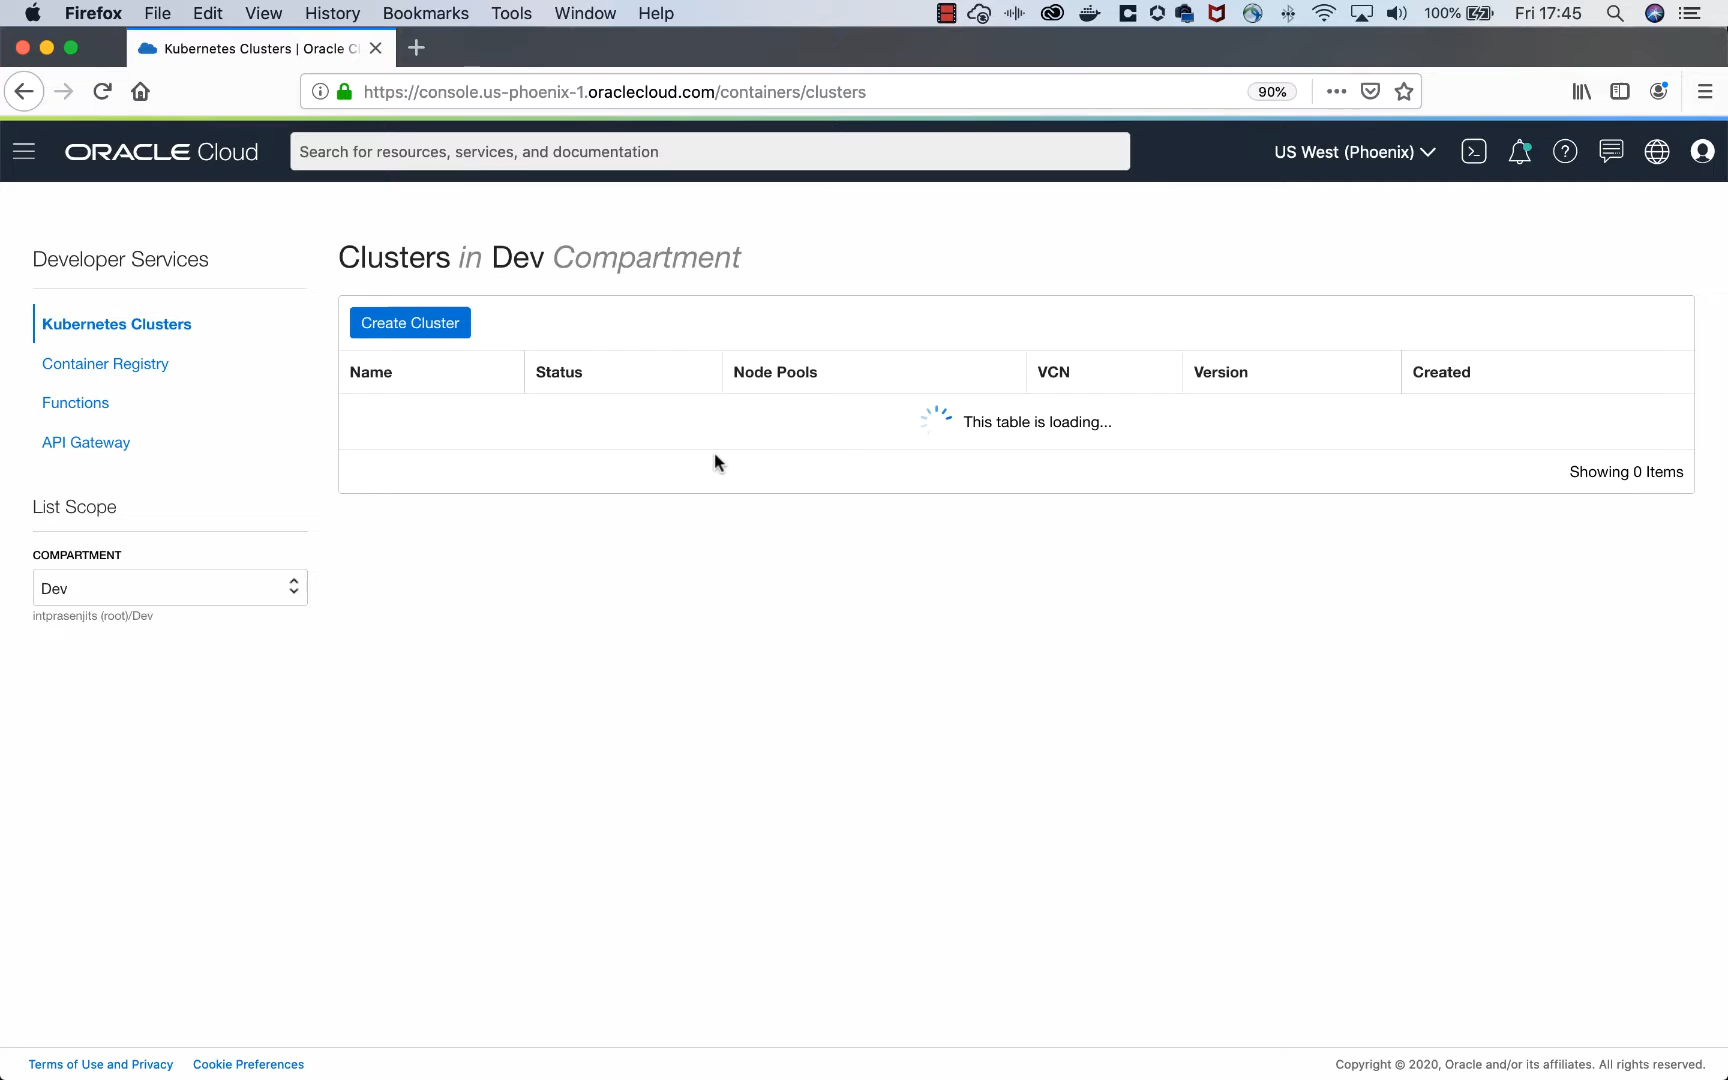 Firefox File Edit View History Bookmarks Tools Window Help 100% Fri 17:45
Kubernetes Clusters | Oracle Cl
https://console.us-phoenix-1.oraclecloud.com/containers/clusters 90%
ORACLE Cloud Search for resources, services, and documentation US West (Phoenix)
Developer Services
Kubernetes Clusters
Container Registry
Functions
API Gateway
List Scope
COMPARTMENT
Dev
intprasenjits (root)/Dev
Clusters in Dev Compartment
Create Cluster
Name Status Node Pools VCN Version Created
This table is loading...
Showing 0 Items
Terms of Use and Privacy Cookie Preferences Copyright © 2020, Oracle and/or its affiliates. All rights reserved.